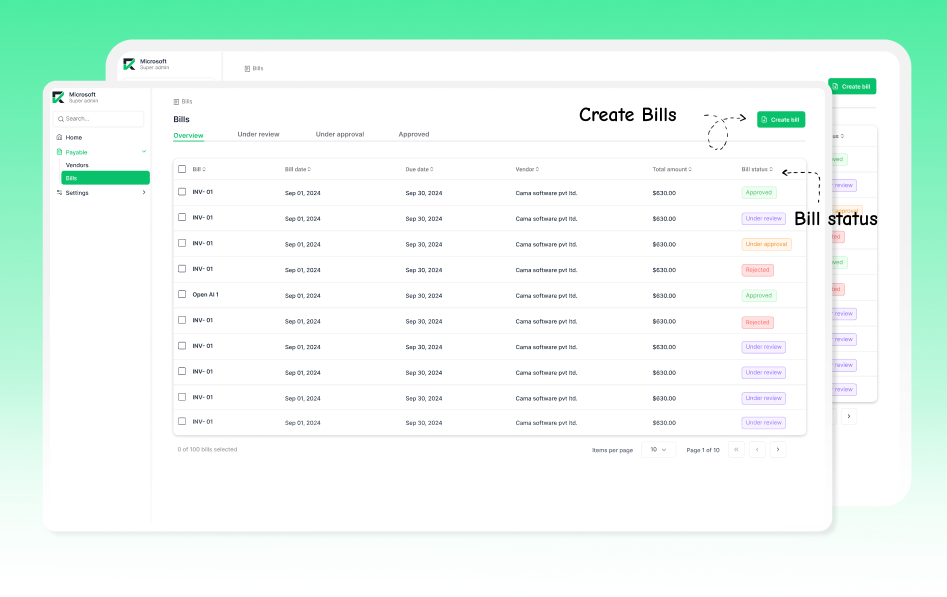 Microsoft
Super admin
Bills
Create bill
Microsoft
Super admin
Search...
Home
Payable
Vendors
Bills
Settings
Bills
Bills
Create Bills
Create bill
Overview
Under review
Under approval
Approved
Bill
Bill date
Due date
Vendor
Total amount
Bill status
INV- 01 Sep 01, 2024 Sep 30, 2024 Cama software pvt ltd. $630.00 Approved
INV- 01 Sep 01, 2024 Sep 30, 2024 Cama software pvt ltd. $630.00 Under review
INV- 01 Sep 01, 2024 Sep 30, 2024 Cama software pvt ltd. $630.00 Under approval
INV- 01 Sep 01, 2024 Sep 30, 2024 Cama software pvt ltd. $630.00 Rejected
Open AI 1 Sep 01, 2024 Sep 30, 2024 Cama software pvt ltd. $630.00 Approved
INV- 01 Sep 01, 2024 Sep 30, 2024 Cama software pvt ltd. $630.00 Rejected
INV- 01 Sep 01, 2024 Sep 30, 2024 Cama software pvt ltd. $630.00 Under review
INV- 01 Sep 01, 2024 Sep 30, 2024 Cama software pvt ltd. $630.00 Under review
INV- 01 Sep 01, 2024 Sep 30, 2024 Cama software pvt ltd. $630.00 Under review
INV- 01 Sep 01, 2024 Sep 30, 2024 Cama software pvt ltd. $630.00 Under review
Bill status
0 of 100 bills selected
Items per page 10 Page 1 of 10
review
review
review
review
review